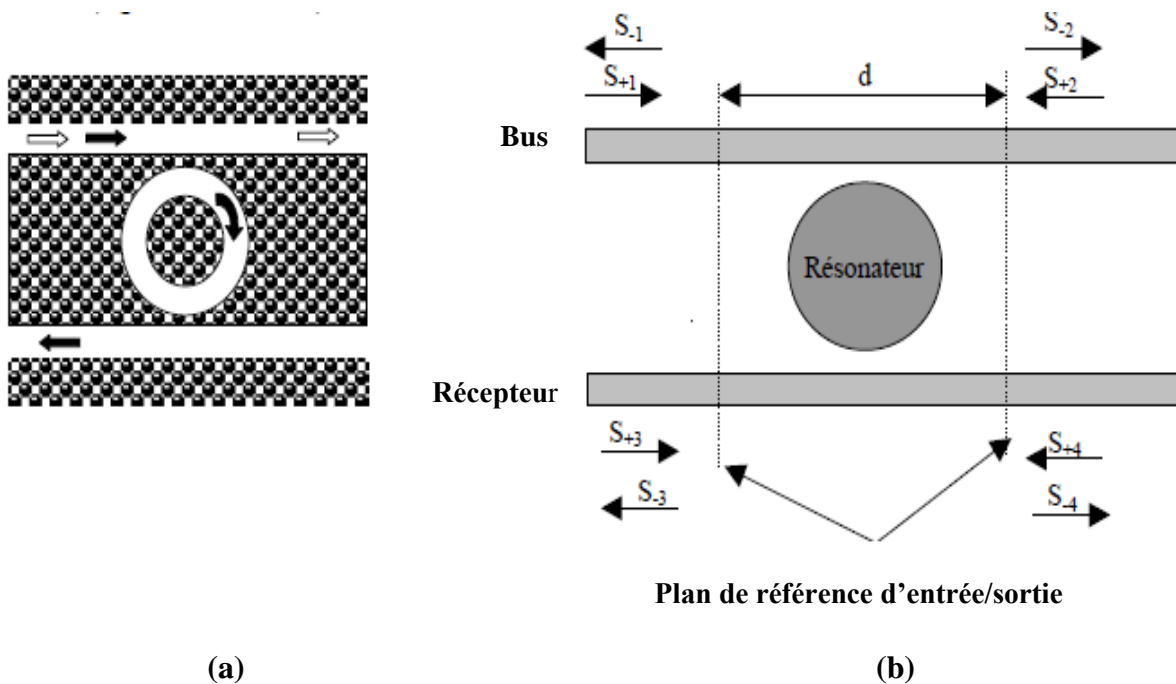 S-1
S-2
S+1
d
S+2
Bus
Résonateur
Récepteur
S+3
S+4
S-3
S-4
Plan de référence d’entrée/sortie
(a)
(b)